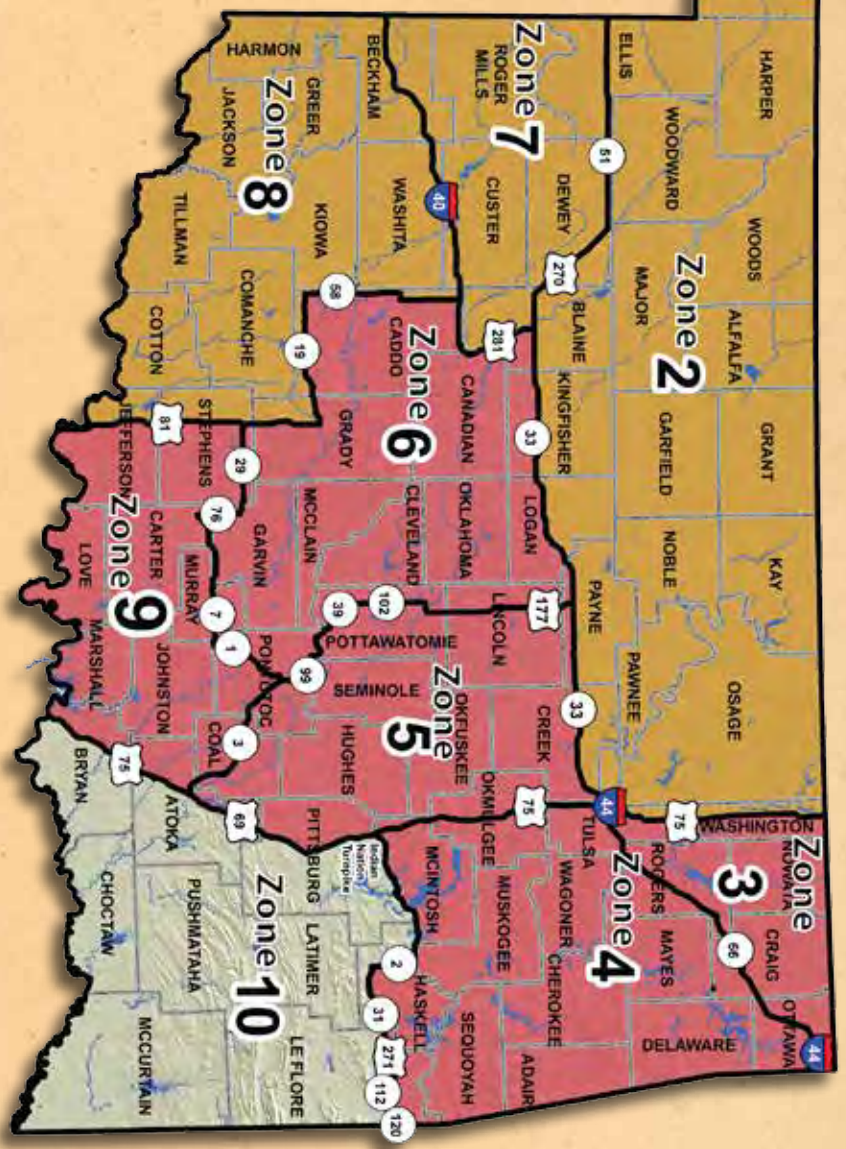 HARPER
ELLIS
WOODWARD
WOODS
ALFALFA
GRANT
KAY
MAJOR
GARFIELD
NOBLE
OSAGE
Zone 2
BLAINE
KINGFISHER
PAYNE
PAWNEE
51
270
33
33
44
75
WASHINGTON
NOWATA
CRAIG
OTTAWA
Zone 3
ROGERS
66
44
MAYES
DELAWARE
TULSA
WAGONER
CHEROKEE
ADAIR
Zone 4
MUSKOGEE
SEQUOYAH
MCINTOSH
HASKELL
75
OKMULGEE
ROGER MILLS
Zone 7
DEWEY
CUSTER
40
281
BECKHAM
WASHITA
HARMON
GREER
JACKSON
Zone 8
KIOWA
TILLMAN
COMANCHE
COTTON
58
19
CADDO
Zone 6
CANADIAN
GRADY
LOGAN
OKLAHOMA
CLEVELAND
MCCLAIN
GARVIN
177
102
39
LINCOLN
POTTAWATOMIE
SEMINOLE
Zone 5
OKFUSKEE
CREEK
HUGHES
99
PONTOTOC
3
COAL
PITTSBURG
69
STEPHENS
JEFFERSON
81
29
76
7
1
Zone 9
CARTER
MURRAY
LOVE
MARSHALL
JOHNSTON
75
BRYAN
ATOKA
CHOCTAW
PUSHMATAHA
Zone 10
LATIMER
LE FLORE
MCCURTAIN
Indian
Nation
Turnpike
2
31
271
112
120